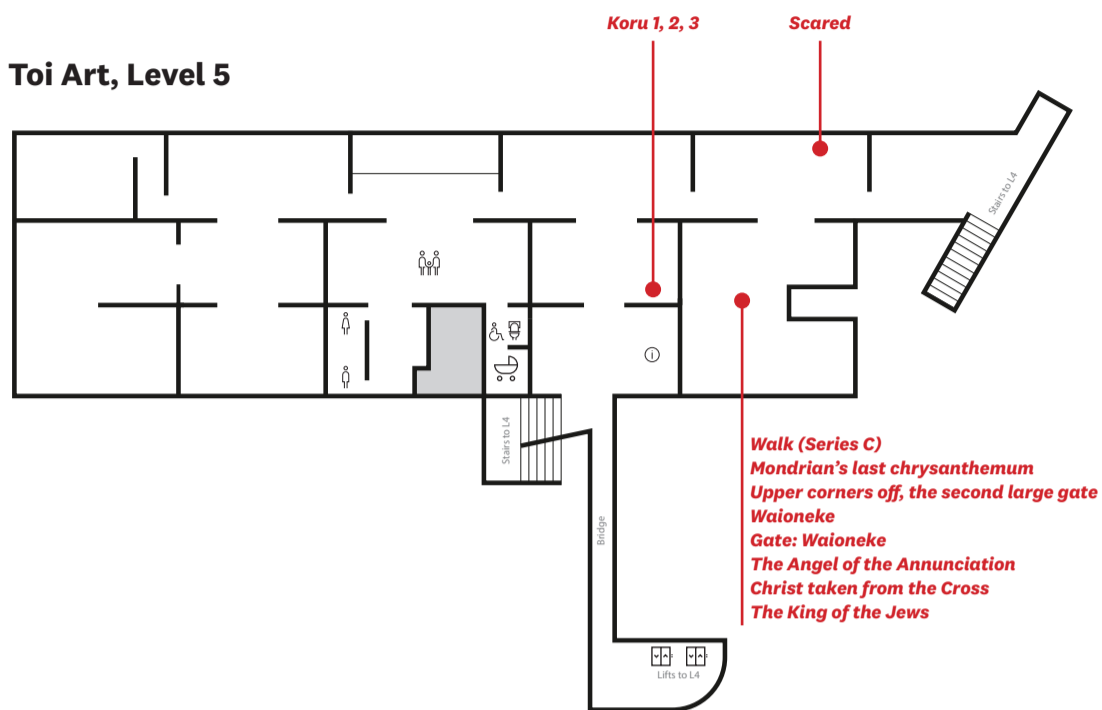 Koru 1, 2, 3
Scared
Toi Art, Level 5
Stairs to L4
i
Stairs to L4
Bridge
Walk (Series C)
Mondrian’s last chrysanthemum
Upper corners off, the second large gate
Waioneke
Gate: Waioneke
The Angel of the Annunciation
Christ taken from the Cross
The King of the Jews
Lifts to L4